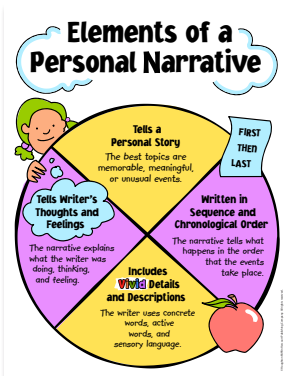 Elements of a
Personal Narrative
Tells a
Personal Story
The best topics are
memorable, meaningful,
or unusual events.
FIRST
THEN
LAST
Tells Writer's
Thoughts and
Feelings
The narrative explains
what the writer was
doing, thinking,
and feeling.
Written in
Sequence and
Chronological Order
The narrative tells what
happens in the order
that the events
take place.
Includes
Vivid Details
and Descriptions
The writer uses concrete
words, active
words, and
sensory language.